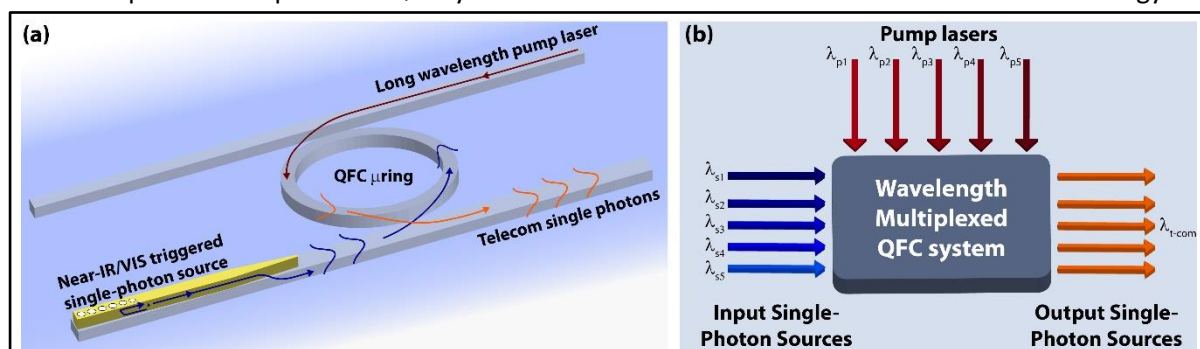 (a)
Long wavelength pump laser
QFC μring
Telecom single photons
Near-IR/VIS triggered
single-photon source
(b)
Pump lasers
λp1 λp2 λp3 λp4 λp5
λs1
λs2
λs3
λs4
λs5
Wavelength
Multiplexed
QFC system
λt-com
Input Single-
Photon Sources
Output Single-
Photon Sources